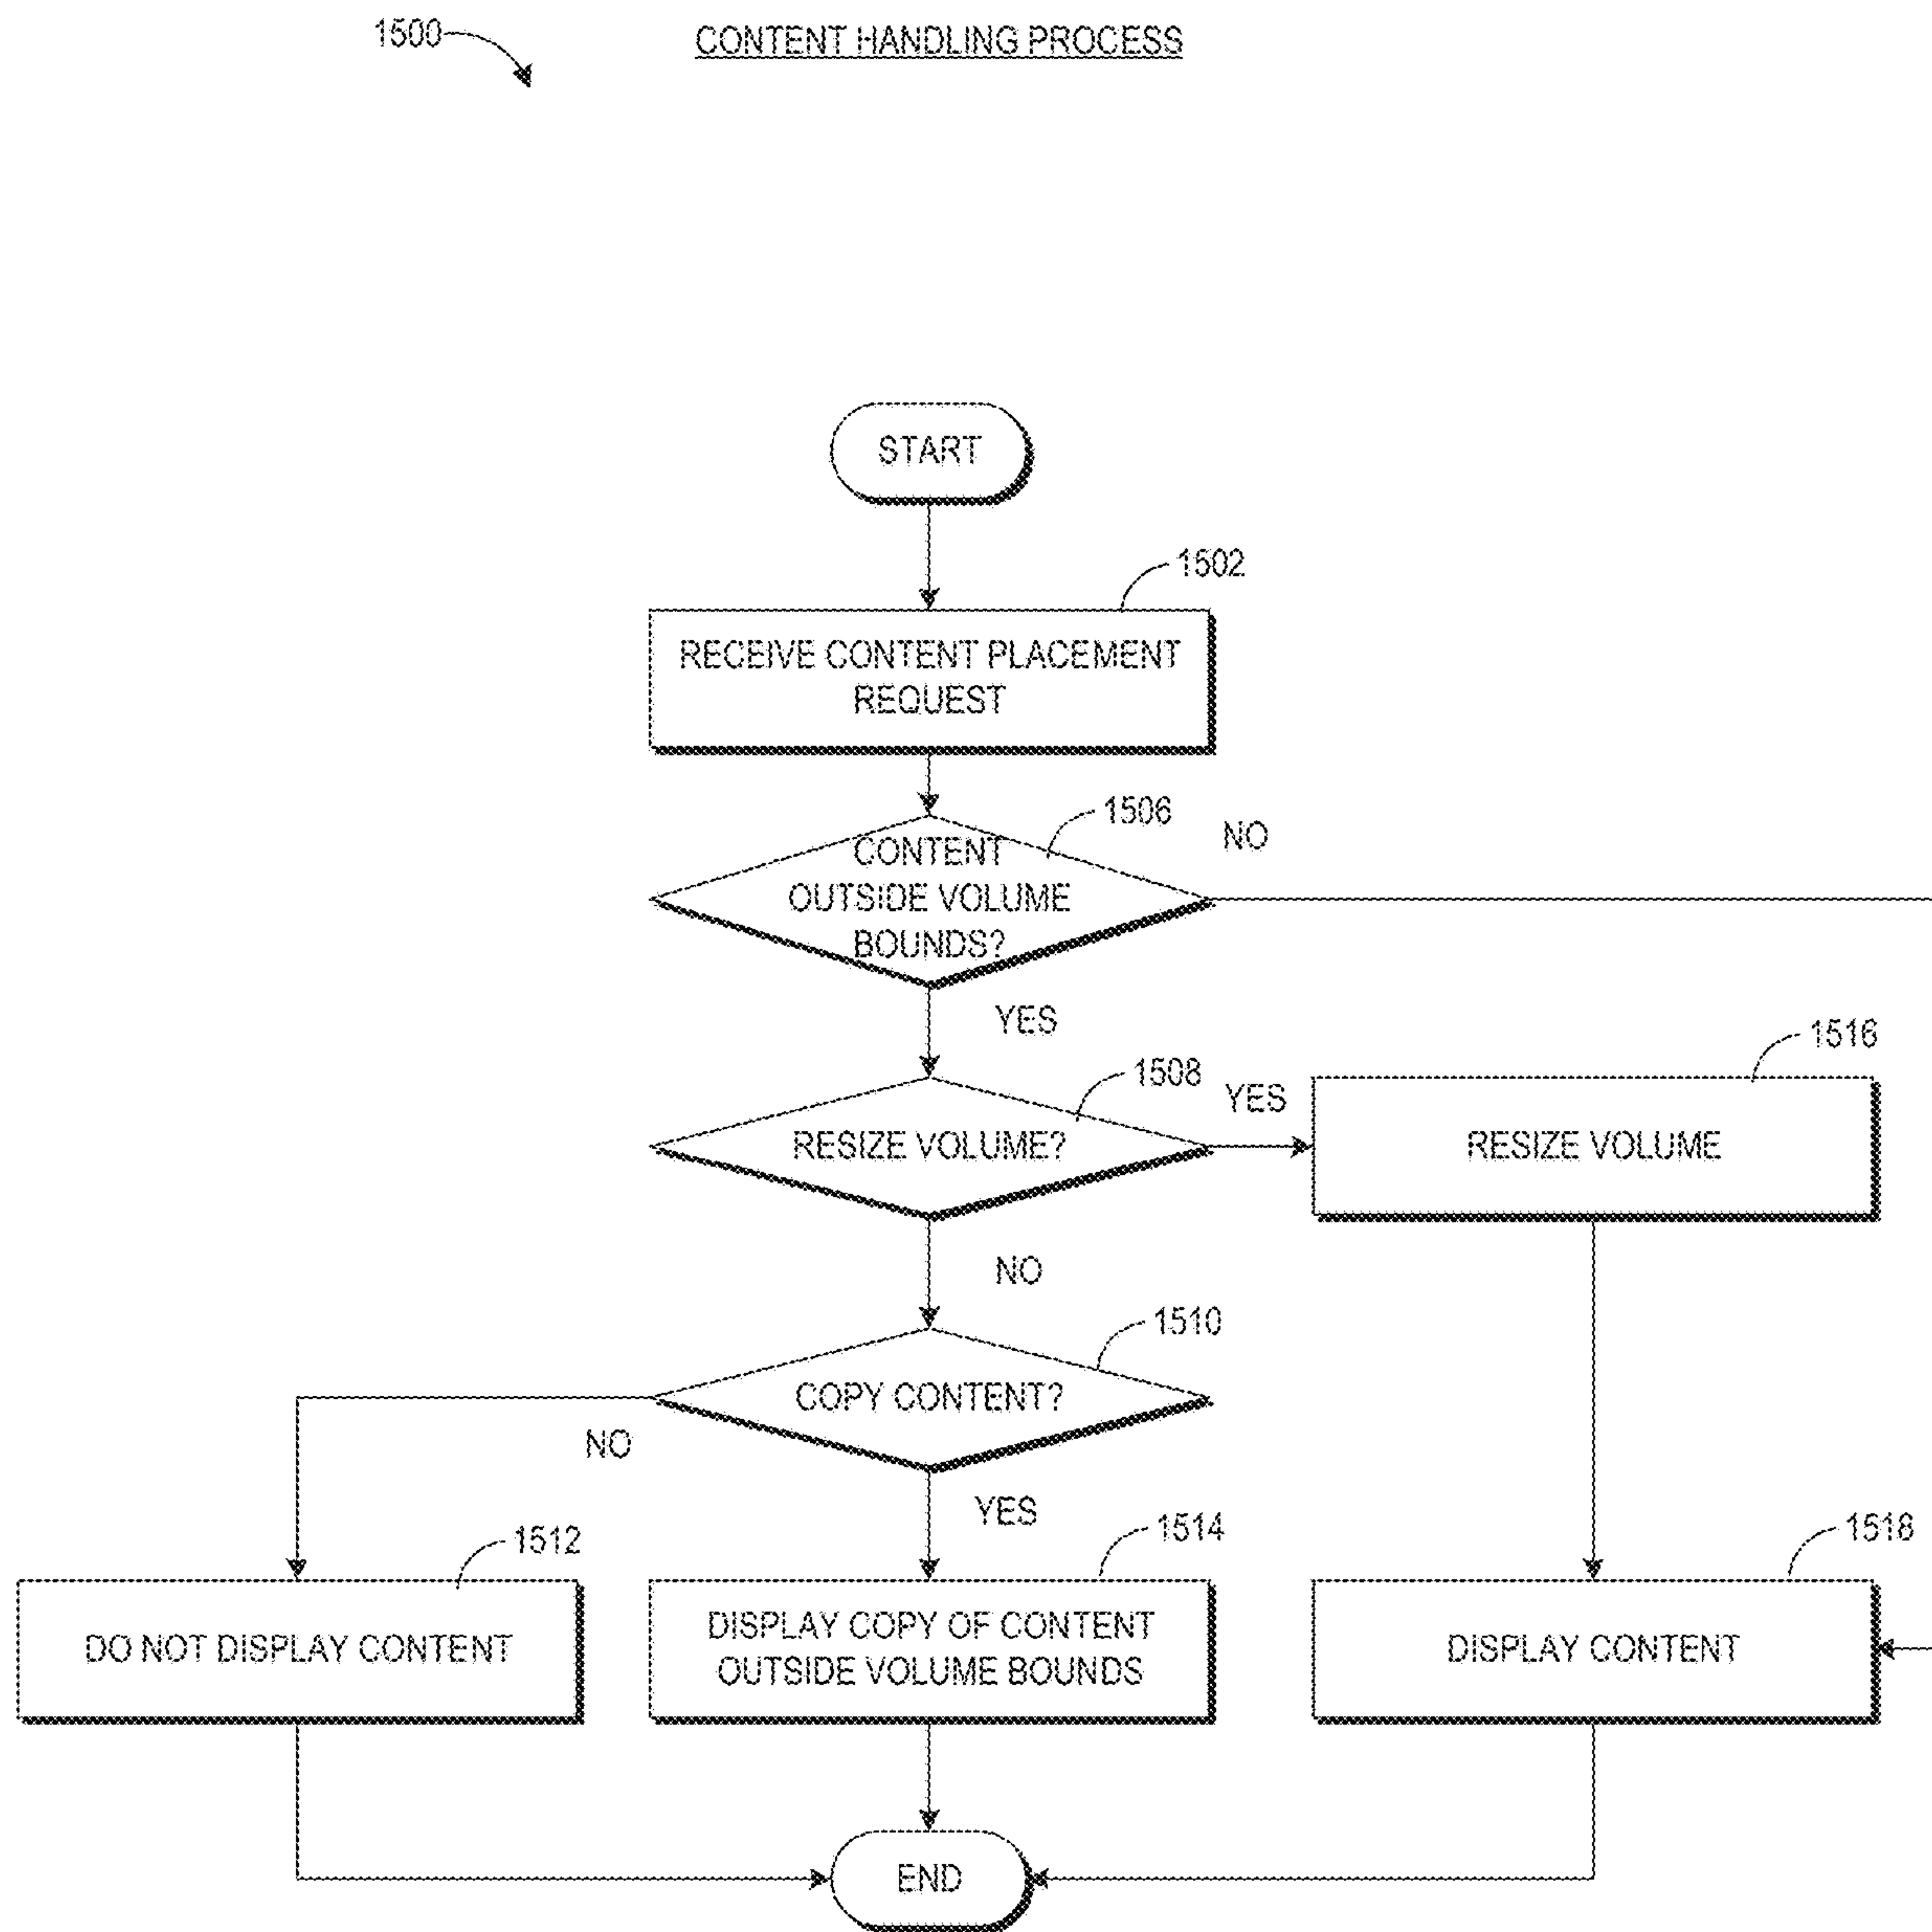 1500
CONTENT HANDLING PROCESS
START
1502
RECEIVE CONTENT PLACEMENT
REQUEST
1506
NO
CONTENT
OUTSIDE VOLUME
BOUNDS?
YES
1508
YES
1516
RESIZE VOLUME?
RESIZE VOLUME
NO
1510
COPY CONTENT?
NO
YES
1512
1514
1518
DO NOT DISPLAY CONTENT
DISPLAY COPY OF CONTENT
OUTSIDE VOLUME BOUNDS
DISPLAY CONTENT
END